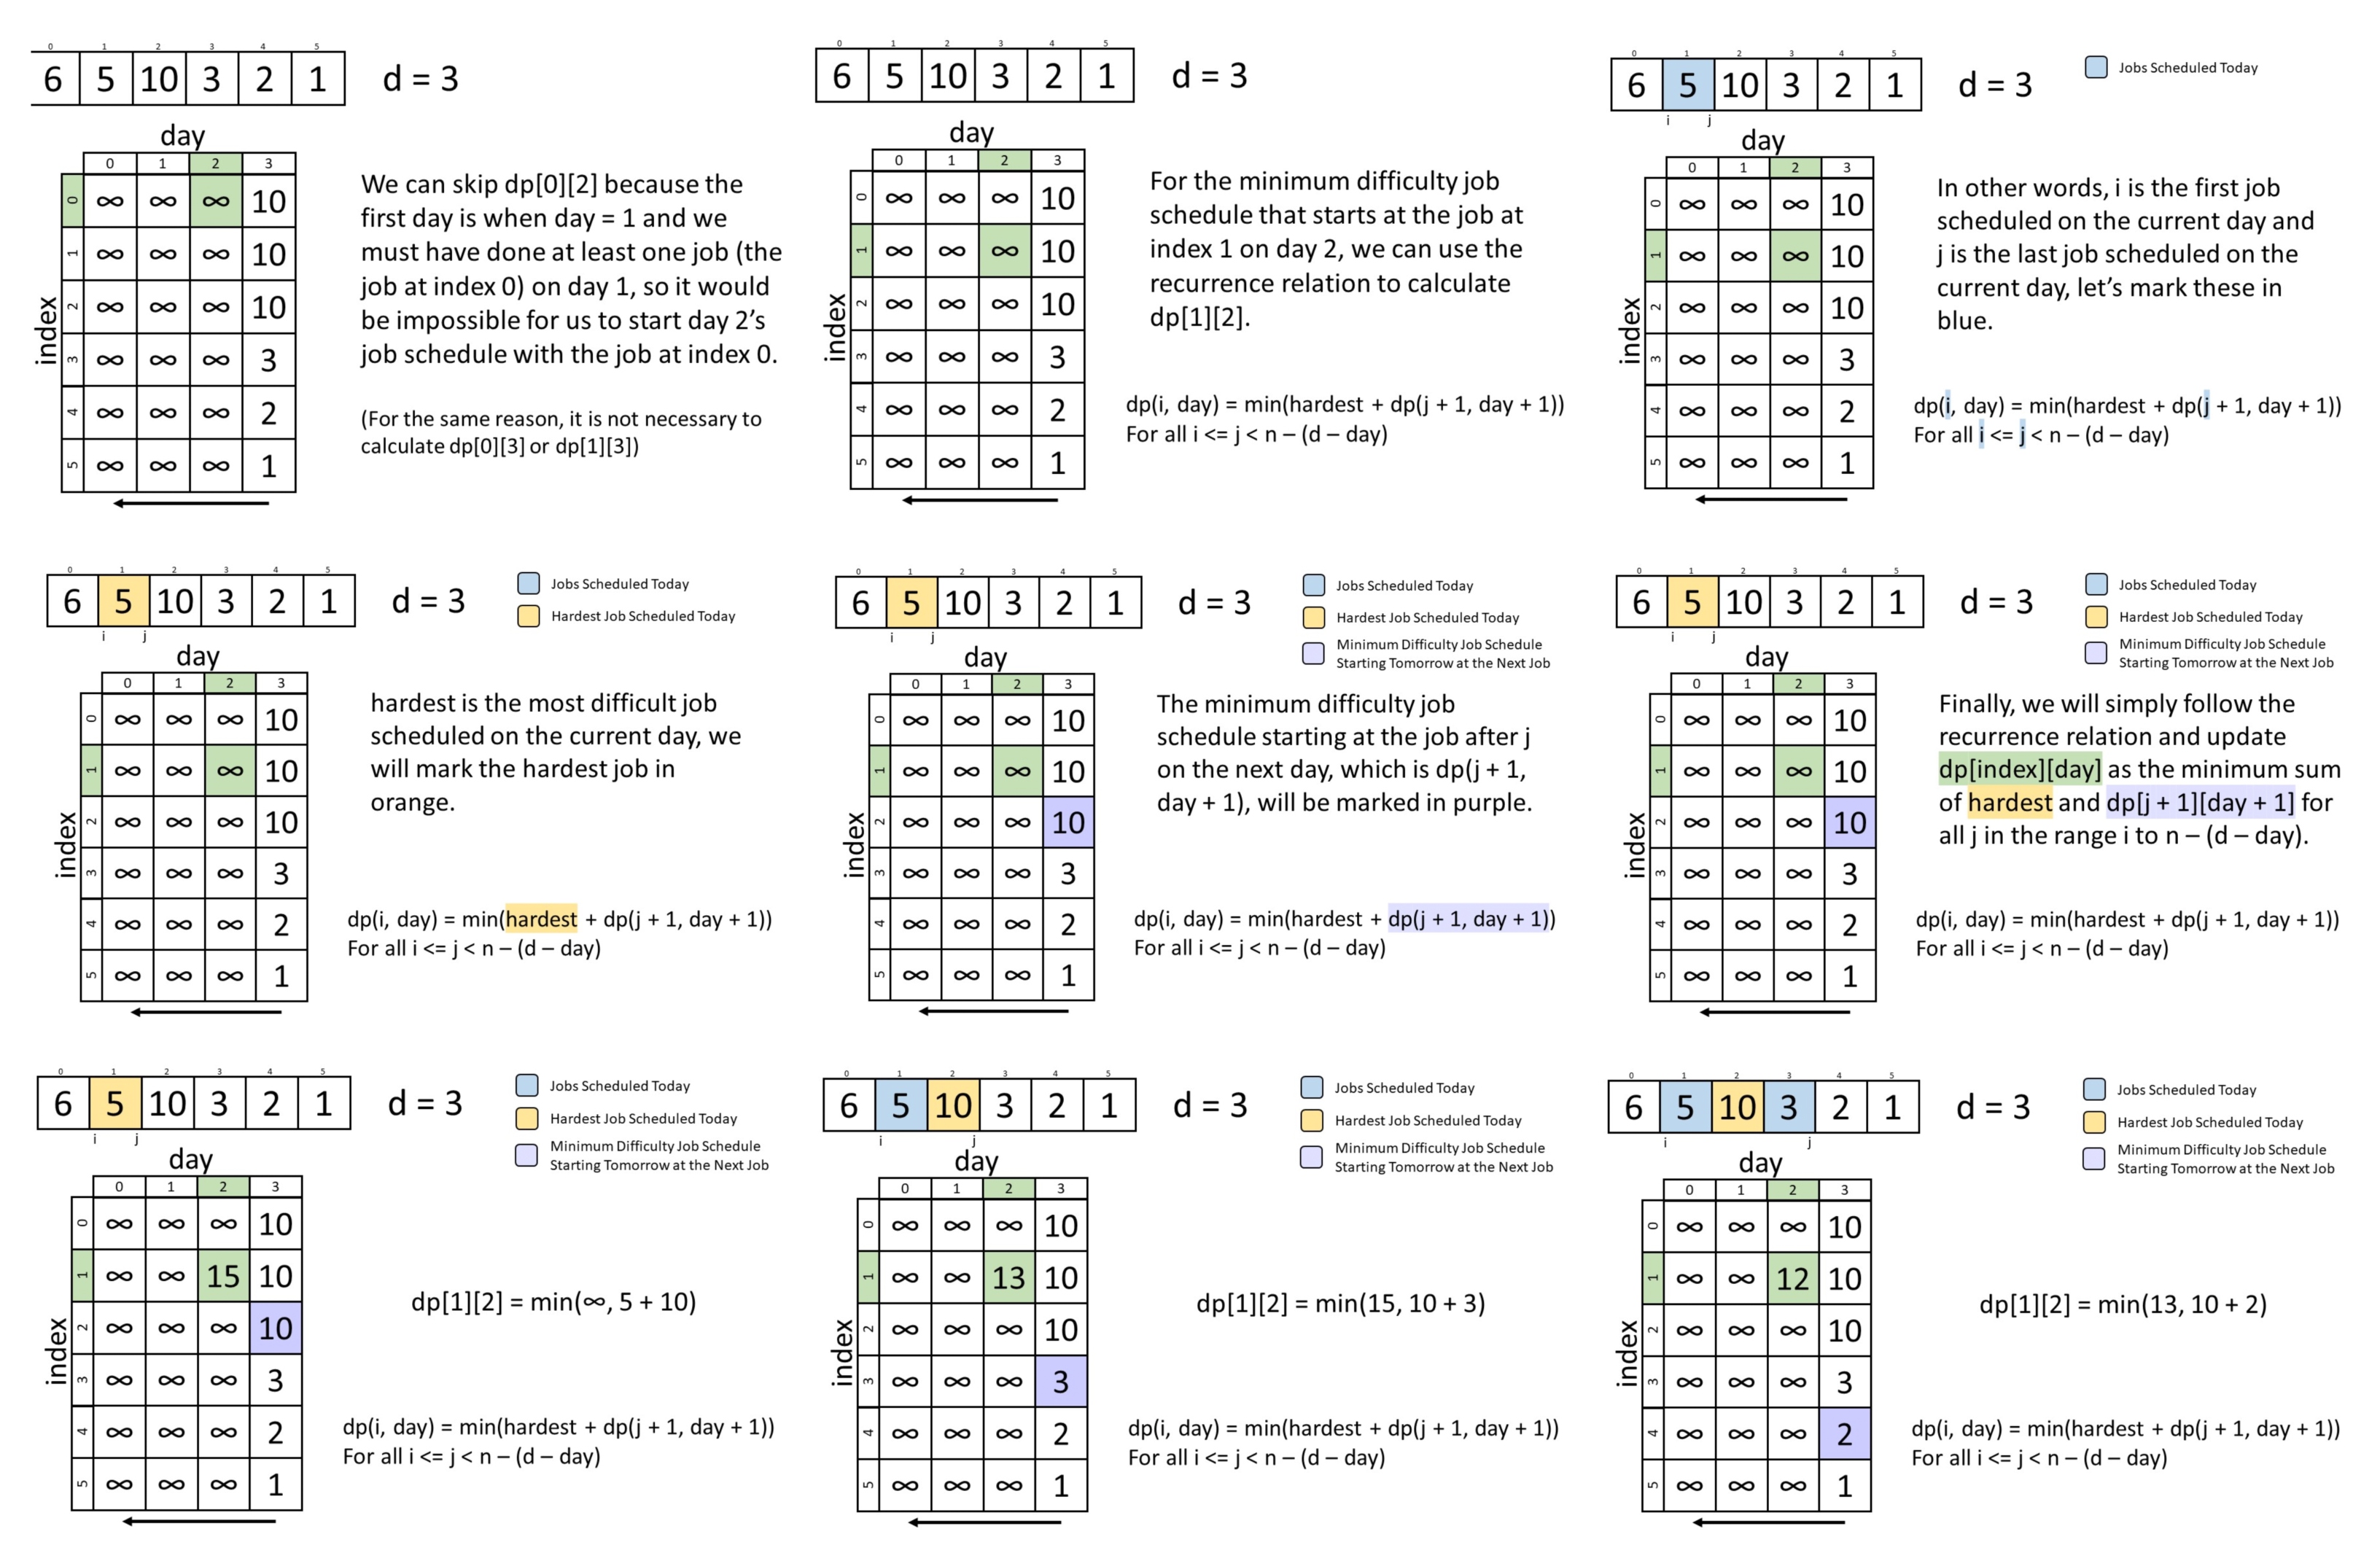 0 1 2 3 4 5
6 5 10 3 2 1 d = 3
day
0 1 2 3
0 ∞ ∞ ∞ 10
1 ∞ ∞ ∞ 10
2 ∞ ∞ ∞ 10
3 ∞ ∞ ∞ 3
4 ∞ ∞ ∞ 2
5 ∞ ∞ ∞ 1
index
We can skip dp[0][2] because the
first day is when day = 1 and we
must have done at least one job (the
job at index 0) on day 1, so it would
be impossible for us to start day 2’s
job schedule with the job at index 0.
(For the same reason, it is not necessary to
calculate dp[0][3] or dp[1][3])
0 1 2 3 4 5
6 5 10 3 2 1 d = 3
day
0 1 2 3
0 ∞ ∞ ∞ 10
1 ∞ ∞ ∞ 10
2 ∞ ∞ ∞ 10
3 ∞ ∞ ∞ 3
4 ∞ ∞ ∞ 2
5 ∞ ∞ ∞ 1
index
For the minimum difficulty job
schedule that starts at the job at
index 1 on day 2, we can use the
recurrence relation to calculate
dp[1][2].
dp(i, day) = min(hardest + dp(j + 1, day + 1))
For all i <= j < n – (d – day)
0 1 2 3 4 5
6 5 10 3 2 1 d = 3
i j
Jobs Scheduled Today
day
0 1 2 3
0 ∞ ∞ ∞ 10
1 ∞ ∞ ∞ 10
2 ∞ ∞ ∞ 10
3 ∞ ∞ ∞ 3
4 ∞ ∞ ∞ 2
5 ∞ ∞ ∞ 1
index
In other words, i is the first job
scheduled on the current day and
j is the last job scheduled on the
current day, let’s mark these in
blue.
dp(i, day) = min(hardest + dp(j + 1, day + 1))
For all i <= j < n – (d – day)
0 1 2 3 4 5
6 5 10 3 2 1 d = 3
i j
Jobs Scheduled Today
Hardest Job Scheduled Today
day
0 1 2 3
0 ∞ ∞ ∞ 10
1 ∞ ∞ ∞ 10
2 ∞ ∞ ∞ 10
3 ∞ ∞ ∞ 3
4 ∞ ∞ ∞ 2
5 ∞ ∞ ∞ 1
index
hardest is the most difficult job
scheduled on the current day, we
will mark the hardest job in
orange.
dp(i, day) = min(hardest + dp(j + 1, day + 1))
For all i <= j < n – (d – day)
0 1 2 3 4 5
6 5 10 3 2 1 d = 3
i j
Jobs Scheduled Today
Hardest Job Scheduled Today
Minimum Difficulty Job Schedule
Starting Tomorrow at the Next Job
day
0 1 2 3
0 ∞ ∞ ∞ 10
1 ∞ ∞ ∞ 10
2 ∞ ∞ ∞ 10
3 ∞ ∞ ∞ 3
4 ∞ ∞ ∞ 2
5 ∞ ∞ ∞ 1
index
The minimum difficulty job
schedule starting at the job after j
on the next day, which is dp(j + 1,
day + 1), will be marked in purple.
dp(i, day) = min(hardest + dp(j + 1, day + 1))
For all i <= j < n – (d – day)
0 1 2 3 4 5
6 5 10 3 2 1 d = 3
i j
Jobs Scheduled Today
Hardest Job Scheduled Today
Minimum Difficulty Job Schedule
Starting Tomorrow at the Next Job
day
0 1 2 3
0 ∞ ∞ ∞ 10
1 ∞ ∞ ∞ 10
2 ∞ ∞ ∞ 10
3 ∞ ∞ ∞ 3
4 ∞ ∞ ∞ 2
5 ∞ ∞ ∞ 1
index
Finally, we will simply follow the
recurrence relation and update
dp[index][day] as the minimum sum
of hardest and dp[j + 1][day + 1] for
all j in the range i to n – (d – day).
dp(i, day) = min(hardest + dp(j + 1, day + 1))
For all i <= j < n – (d – day)
0 1 2 3 4 5
6 5 10 3 2 1 d = 3
i j
Jobs Scheduled Today
Hardest Job Scheduled Today
Minimum Difficulty Job Schedule
Starting Tomorrow at the Next Job
day
0 1 2 3
0 ∞ ∞ ∞ 10
1 ∞ ∞ 15 10
2 ∞ ∞ ∞ 10
3 ∞ ∞ ∞ 3
4 ∞ ∞ ∞ 2
5 ∞ ∞ ∞ 1
index
dp[1][2] = min(∞, 5 + 10)
dp(i, day) = min(hardest + dp(j + 1, day + 1))
For all i <= j < n – (d – day)
0 1 2 3 4 5
6 5 10 3 2 1 d = 3
i j
Jobs Scheduled Today
Hardest Job Scheduled Today
Minimum Difficulty Job Schedule
Starting Tomorrow at the Next Job
day
0 1 2 3
0 ∞ ∞ ∞ 10
1 ∞ ∞ 13 10
2 ∞ ∞ ∞ 10
3 ∞ ∞ ∞ 3
4 ∞ ∞ ∞ 2
5 ∞ ∞ ∞ 1
index
dp[1][2] = min(15, 10 + 3)
dp(i, day) = min(hardest + dp(j + 1, day + 1))
For all i <= j < n – (d – day)
0 1 2 3 4 5
6 5 10 3 2 1 d = 3
i j
Jobs Scheduled Today
Hardest Job Scheduled Today
Minimum Difficulty Job Schedule
Starting Tomorrow at the Next Job
day
0 1 2 3
0 ∞ ∞ ∞ 10
1 ∞ ∞ 12 10
2 ∞ ∞ ∞ 10
3 ∞ ∞ ∞ 3
4 ∞ ∞ ∞ 2
5 ∞ ∞ ∞ 1
index
dp[1][2] = min(13, 10 + 2)
dp(i, day) = min(hardest + dp(j + 1, day + 1))
For all i <= j < n – (d – day)